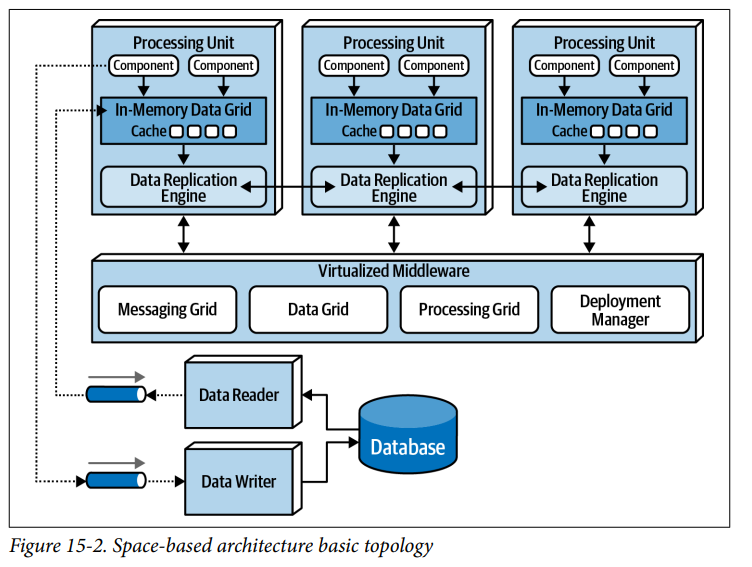 Processing Unit
Component
Component
In-Memory Data Grid
Cache
Data Replication
Engine
Processing Unit
Component
Component
In-Memory Data Grid
Cache
Data Replication
Engine
Processing Unit
Component
Component
In-Memory Data Grid
Cache
Data Replication
Engine
Virtualized Middleware
Messaging Grid
Data Grid
Processing Grid
Deployment
Manager
Data Reader
Database
Data Writer
Figure 15-2. Space-based architecture basic topology